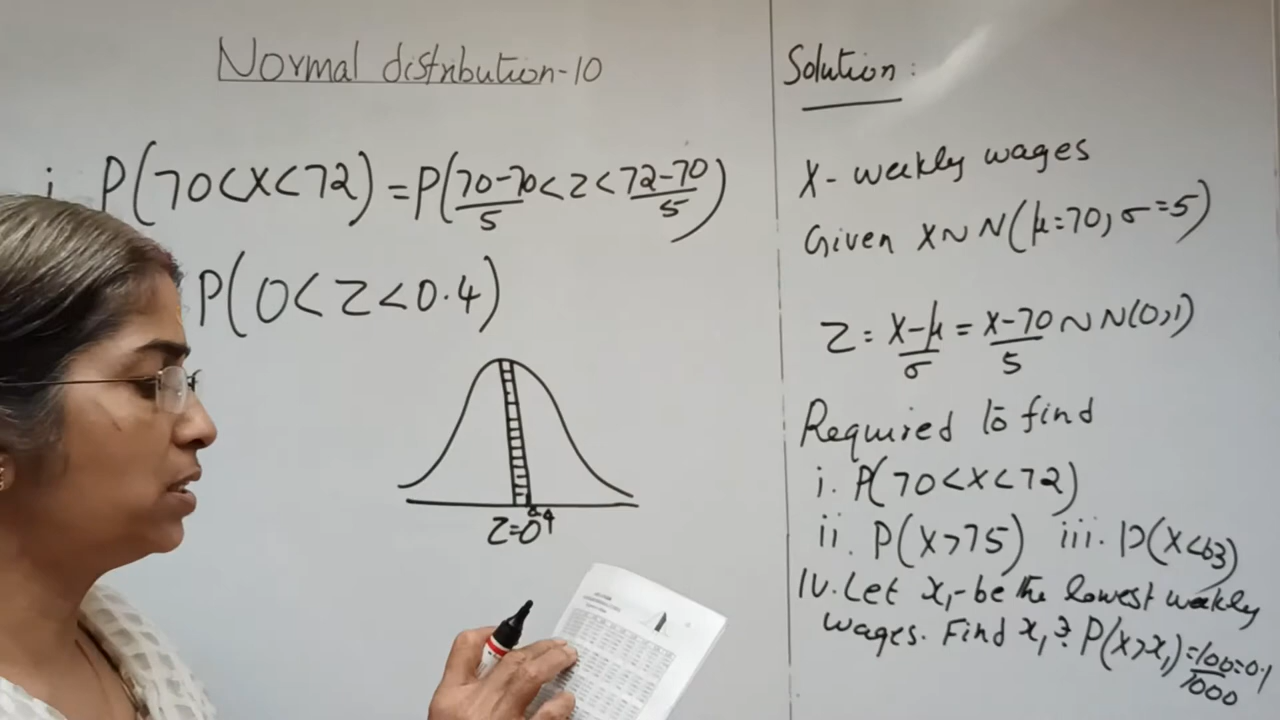 Normal distribution-10
i. P(70<X<72) = P(70-70/5 < Z < 72-70/5)
P(0<Z<0.4)
Z=0 0.4
Solution:
X- weekly wages
Given X~N(μ=70, σ=5)
Z = X-μ/σ = X-70/5 ~ N(0,1)
Required to find
i. P(70<X<72)
ii. P(X>75) iii. P(X<63)
IV. Let x₁- be the lowest weekly
wages. Find x₁? P(X>x₁)=100/1000=0.1